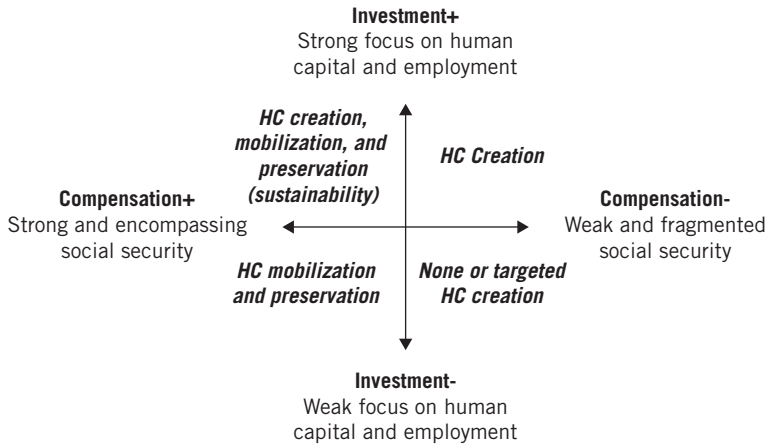 Investment+
Strong focus on human
capital and employment
HC creation,
mobilization, and
preservation
(sustainability)
HC Creation
Compensation+
Strong and encompassing
social security
Compensation-
Weak and fragmented
social security
HC mobilization
and preservation
None or targeted
HC creation
Investment-
Weak focus on human
capital and employment